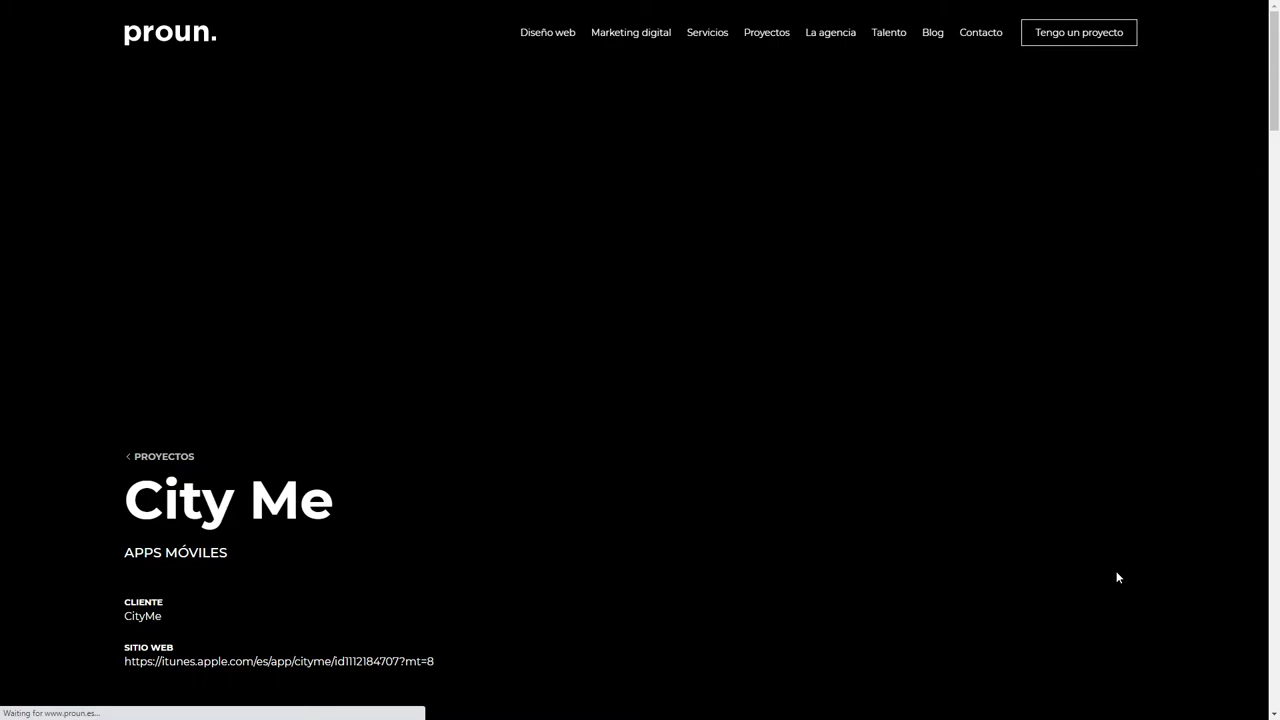 proun.
Diseño web Marketing digital Servicios Proyectos La agencia Talento Blog Contacto Tengo un proyecto
< PROYECTOS
City Me
APPS MÓVILES
CLIENTE
CityMe
SITIO WEB
https://itunes.apple.com/es/app/cityme/id1112184707?mt=8
Waiting for www.proun.es...